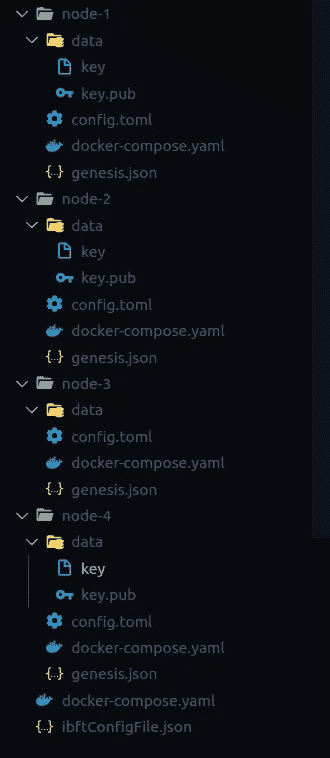 node-1
data
key
key.pub
config.toml
docker-compose.yaml
genesis.json
node-2
data
key
key.pub
config.toml
docker-compose.yaml
genesis.json
node-3
data
config.toml
docker-compose.yaml
genesis.json
node-4
data
key
key.pub
config.toml
docker-compose.yaml
genesis.json
docker-compose.yaml
ibftConfigFile.json